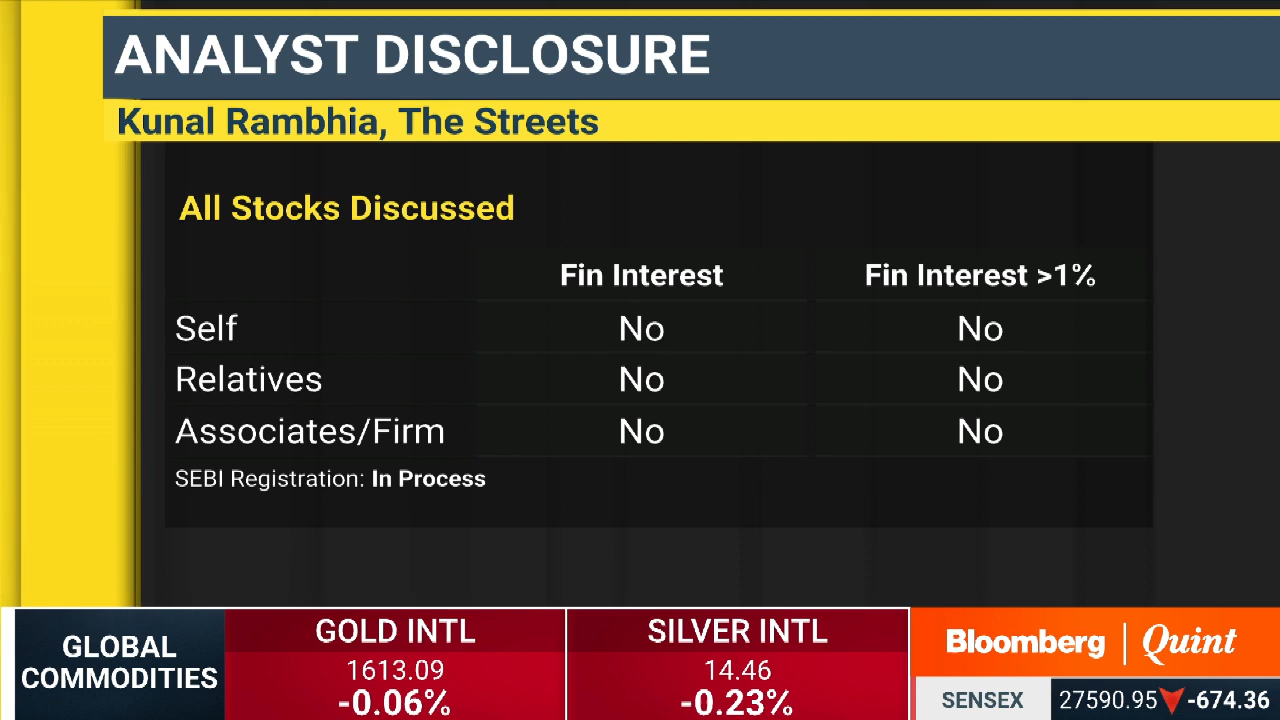 ANALYST DISCLOSURE
Kunal Rambhia, The Streets
All Stocks Discussed
Fin Interest Fin Interest >1%
Self No No
Relatives No No
Associates/Firm No No
SEBI Registration: In Process
GLOBAL COMMODITIES
GOLD INTL
1613.09
-0.06%
SILVER INTL
14.46
-0.23%
Bloomberg | Quint
SENSEX 27590.95 -674.36